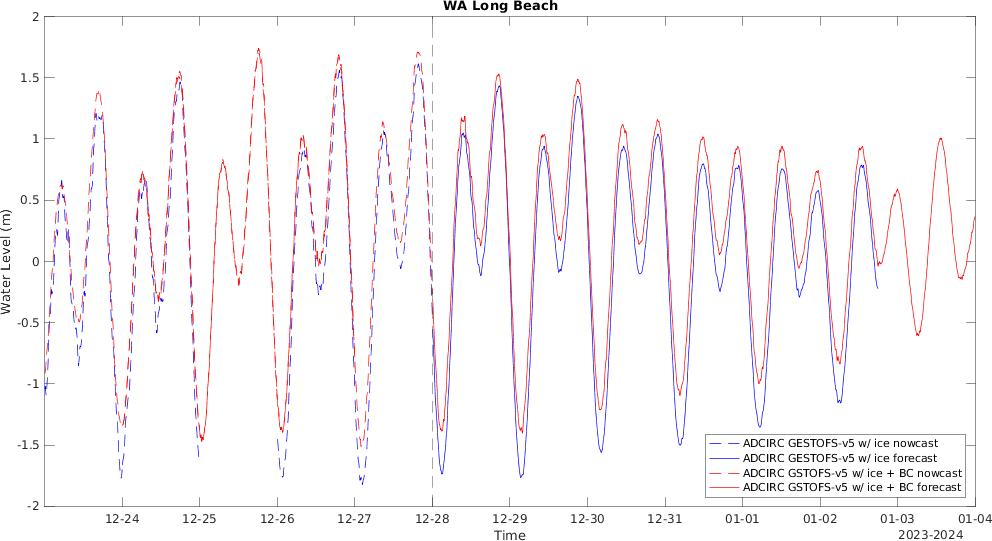 WA Long Beach
2
1.5
1
0.5
0
-0.5
-1
-1.5
-2
Water Level (m)
12-24 12-25 12-26 12-27 12-28 12-29 12-30 12-31 01-01 01-02 01-03 01-04
Time
2023-2024
ADCIRC GESTOFS-v5 w/ ice nowcast
ADCIRC GESTOFS-v5 w/ ice forecast
ADCIRC GSTOFS-v5 w/ ice + BC nowcast
ADCIRC GSTOFS-v5 w/ ice + BC forecast